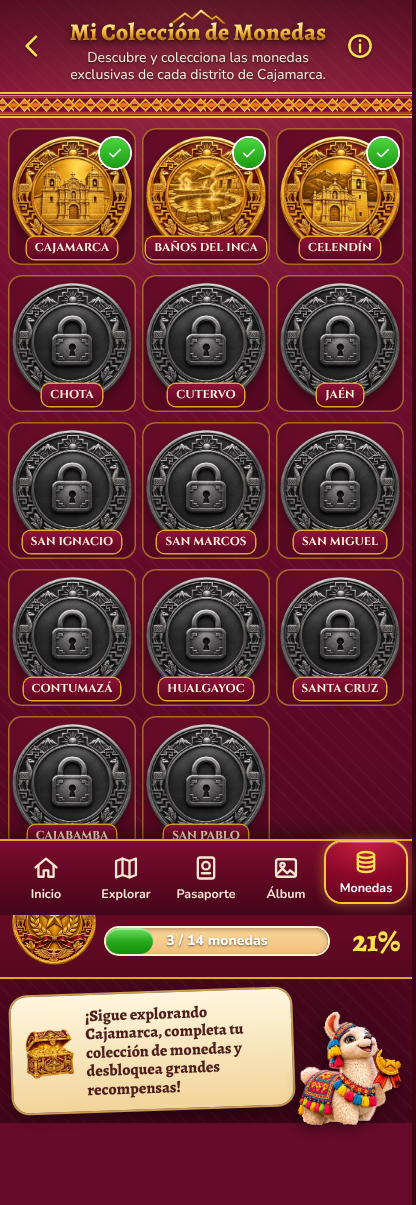 Mi Colección de Monedas
Descubre y colecciona las monedas
exclusivas de cada distrito de Cajamarca.
CAJAMARCA
BAÑOS DEL INCA
CELENDÍN
CHOTA
CUTERVO
JAÉN
SAN IGNACIO
SAN MARCOS
SAN MIGUEL
CONTUMAZÁ
HUALGAYOC
SANTA CRUZ
CAJABAMBA
SAN PABLO
Inicio
Explorar
Pasaporte
Álbum
Monedas
3 / 14 monedas
21%
¡Sigue explorando
Cajamarca, completa tu
colección de monedas y
desbloquea grandes
recompensas!